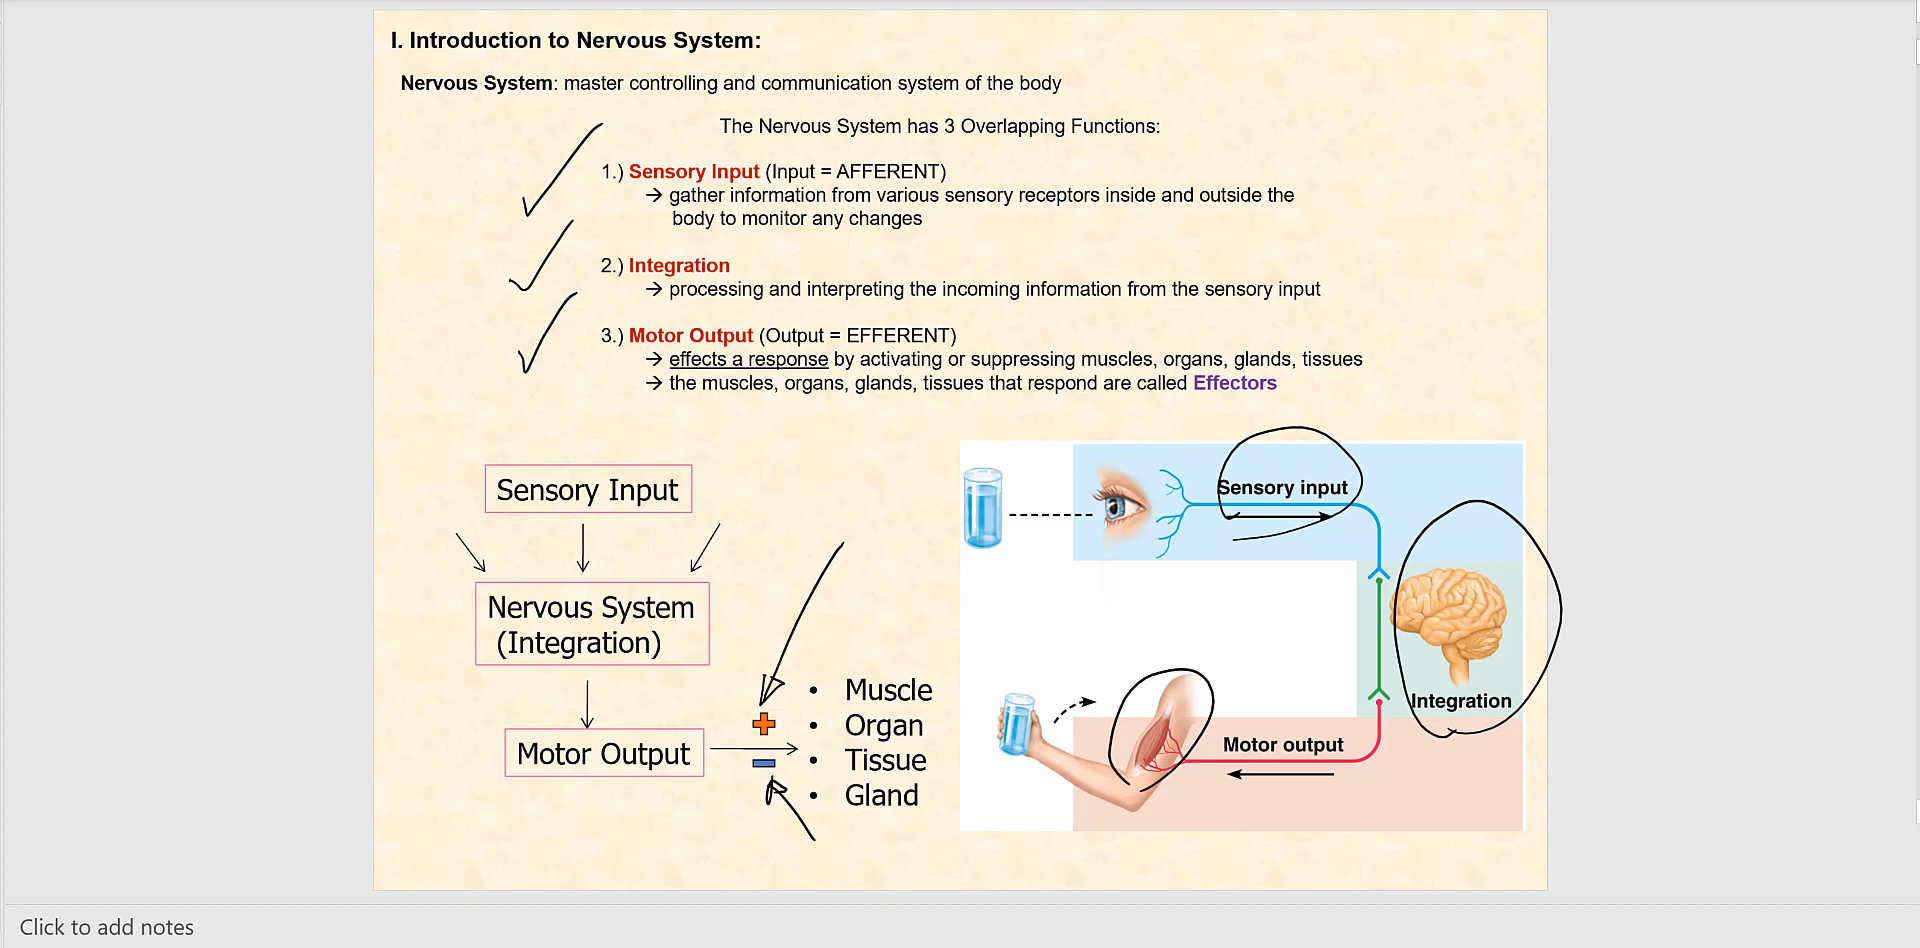 I. Introduction to Nervous System:
Nervous System: master controlling and communication system of the body
The Nervous System has 3 Overlapping Functions:
1.) Sensory Input (Input = AFFERENT)
→ gather information from various sensory receptors inside and outside the
body to monitor any changes
2.) Integration
→ processing and interpreting the incoming information from the sensory input
3.) Motor Output (Output = EFFERENT)
→ effects a response by activating or suppressing muscles, organs, glands, tissues
→ the muscles, organs, glands, tissues that respond are called Effectors
Sensory Input
Nervous System
(Integration)
Motor Output
• Muscle
• Organ
• Tissue
• Gland
Sensory input
Integration
Motor output
Click to add notes